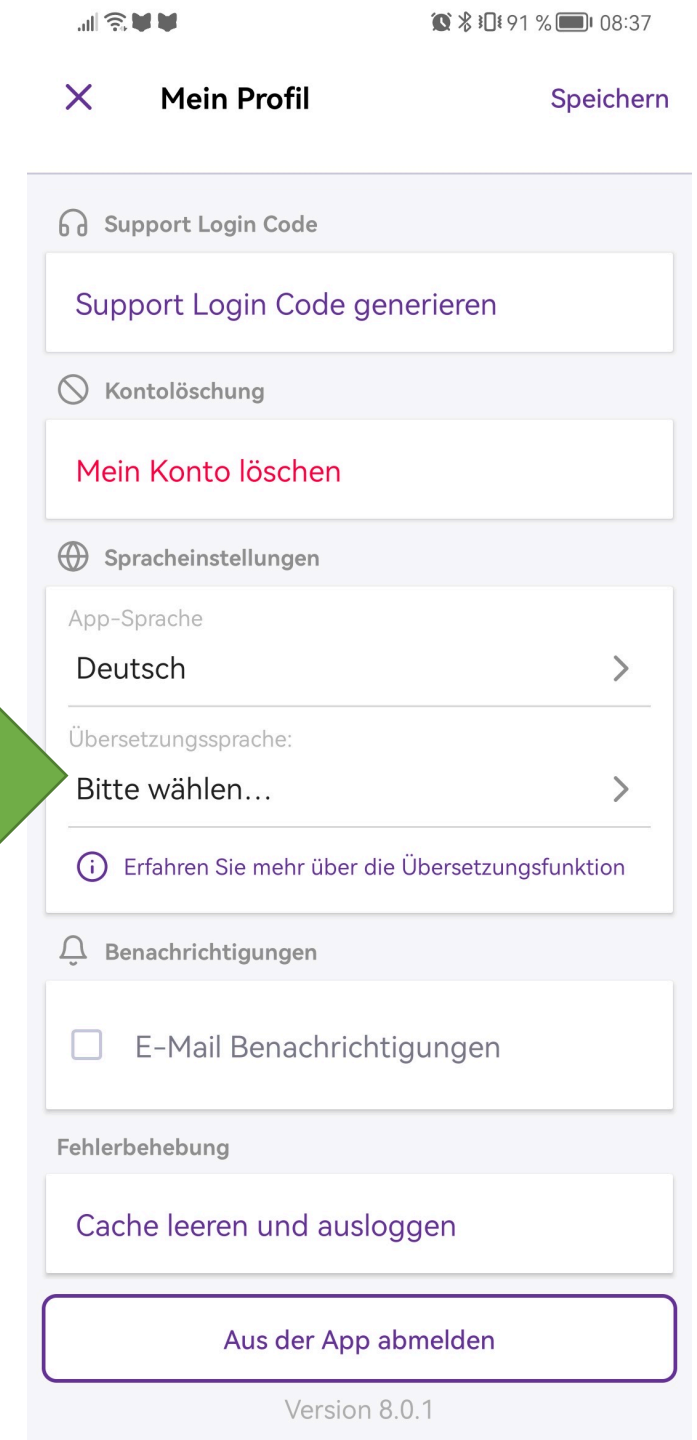 91 % 08:37
Mein Profil
Speichern
Support Login Code
Support Login Code generieren
Kontolöschung
Mein Konto löschen
Spracheinstellungen
App-Sprache
Deutsch
Übersetzungssprache:
Bitte wählen...
Erfahren Sie mehr über die Übersetzungsfunktion
Benachrichtigungen
E-Mail Benachrichtigungen
Fehlerbehebung
Cache leeren und ausloggen
Aus der App abmelden
Version 8.0.1